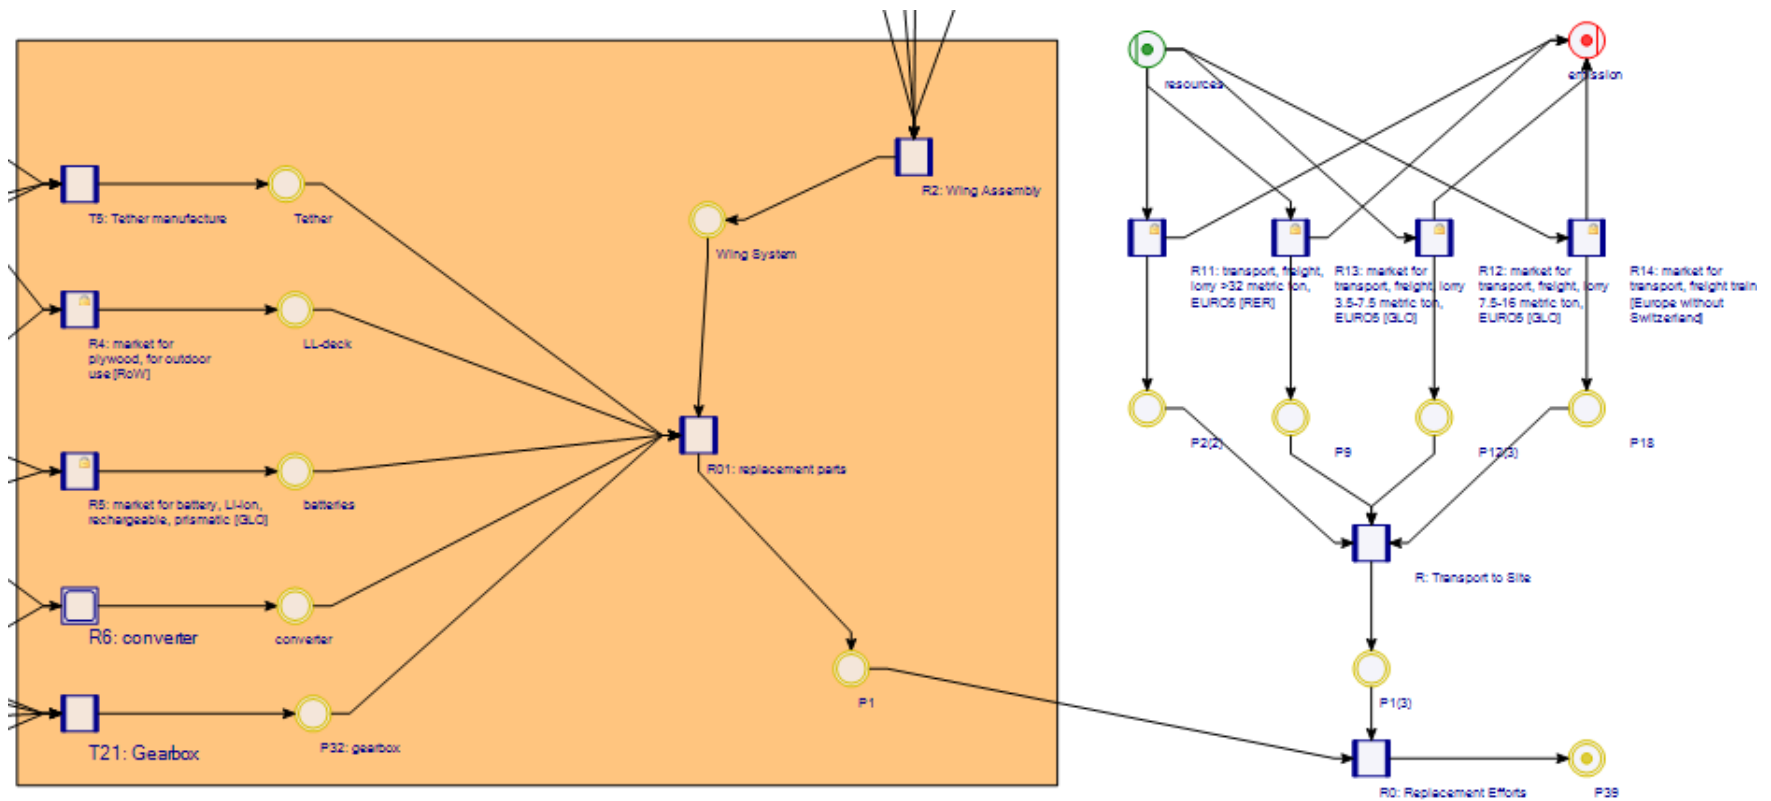 resources
emission
R2: Wing Assembly
T5: Tether manufacture
Tether
Wing System
R11: transport, freight,
lorry >32 metric ton,
EURO5 [RER]
R13: market for
transport, freight, lorry
3.5-7.5 metric ton,
EURO5 [GLO]
R12: market for
transport, freight, lorry
7.5-16 metric ton,
EURO5 [GLO]
R14: market for
transport, freight train
[Europe without
Switzerland]
R4: market for
plywood, for outdoor
use [RoW]
LL-deck
P2(2)
P9
P12(3)
P18
R01: replacement parts
R5: market for battery, Li-ion,
rechargeable, prismatic [GLO]
batteries
R: Transport to Site
R6: converter
converter
P1
P1(3)
T21: Gearbox
P32: gearbox
R0: Replacement Efforts
P39